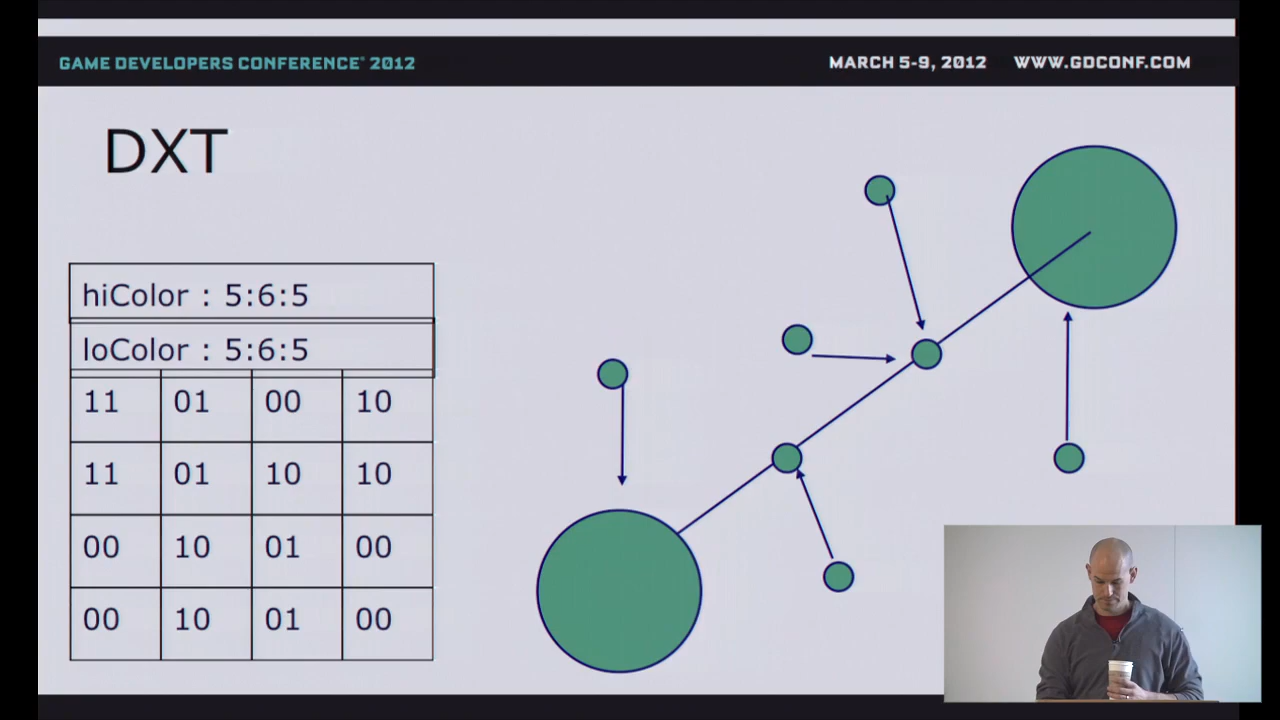 GAME DEVELOPERS CONFERENCE® 2012
MARCH 5-9, 2012 WWW.GDCONF.COM
DXT
hiColor : 5:6:5
loColor : 5:6:5
11 01 00 10
11 01 10 10
00 10 01 00
00 10 01 00